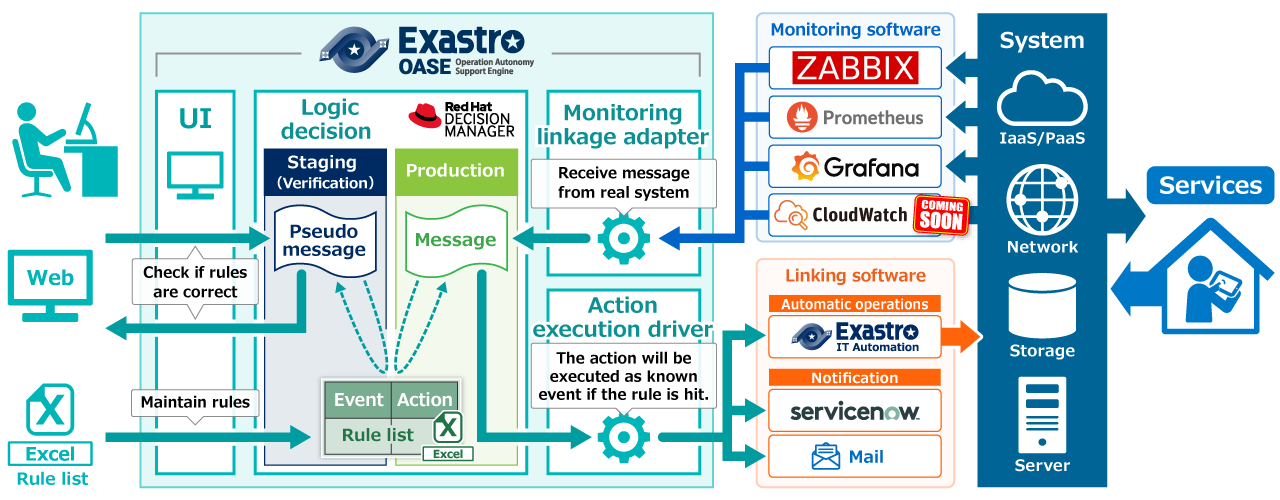 Exastro
OASE
Operation Autonomy
Support Engine
UI
Logic
decision
Red Hat
DECISION
MANAGER
Staging
(Verification)
Production
Pseudo
message
Message
Monitoring
linkage adapter
Receive message
from real system
Web
Check if rules
are correct
Maintain rules
Excel
Rule list
Event
Action
Rule list
Excel
Action
execution driver
The action will be
executed as known
event if the rule is hit.
Monitoring software
ZABBIX
Prometheus
Grafana
CloudWatch
COMING
SOON
Linking software
Automatic operations
Exastro
IT Automation
Notification
servicenow
Mail
System
IaaS/PaaS
Network
Storage
Server
Services